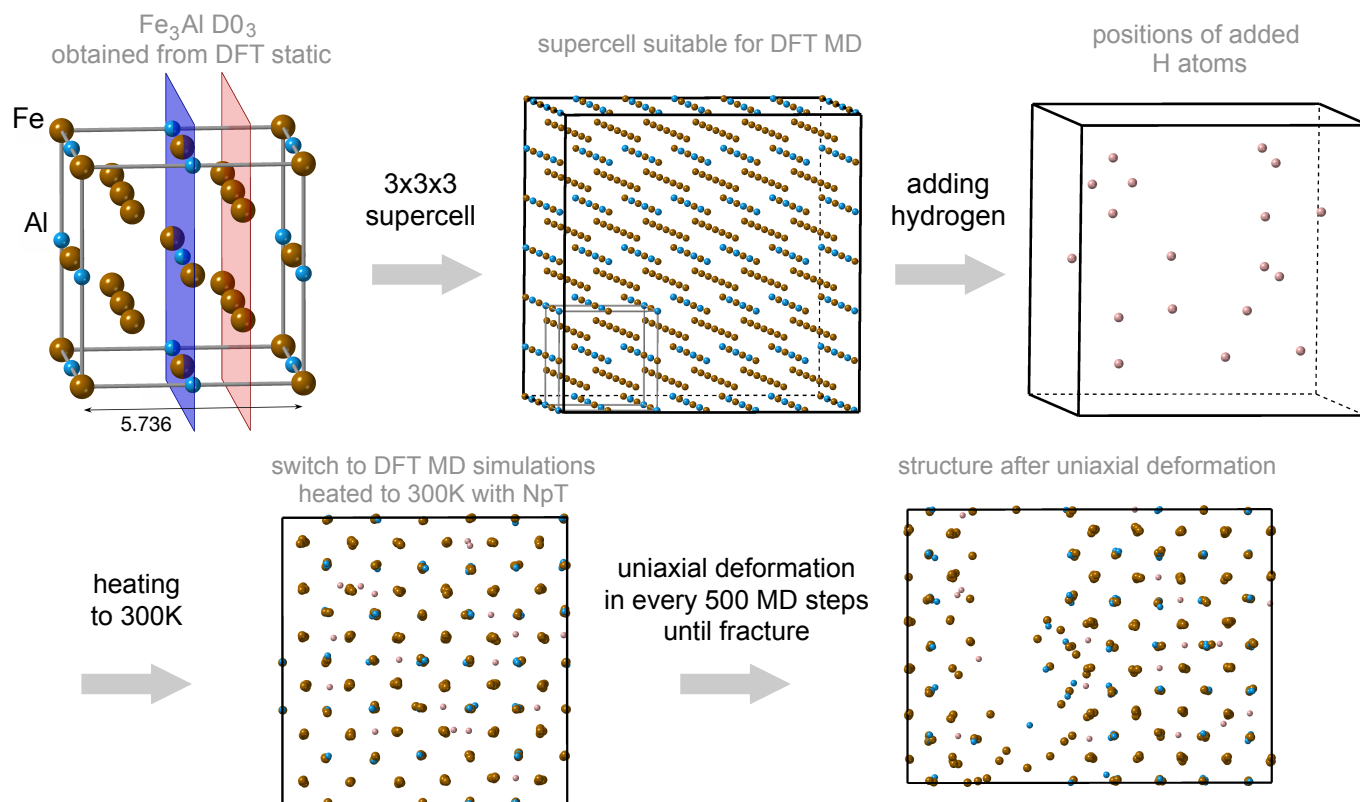 Fe₃Al D0₃
obtained from DFT static
supercell suitable for DFT MD
positions of added
H atoms
Fe
Al
3x3x3
supercell
adding
hydrogen
5.736
switch to DFT MD simulations
heated to 300K with NpT
structure after uniaxial deformation
heating
to 300K
uniaxial deformation
in every 500 MD steps
until fracture